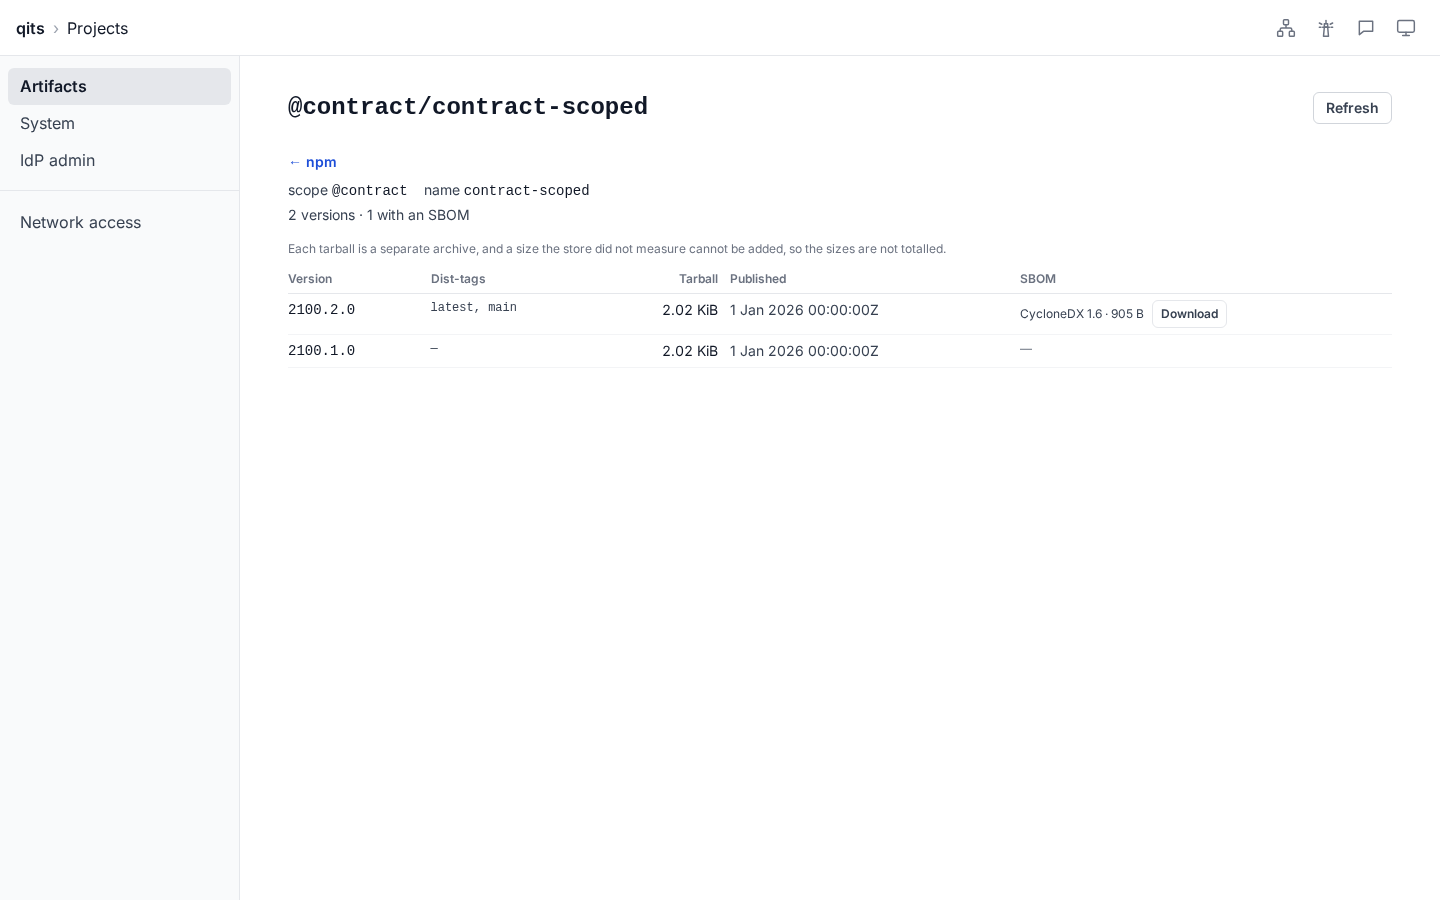 qits › Projects
Artifacts
System
IdP admin
Network access
@contract/contract-scoped
Refresh
← npm
scope @contract name contract-scoped
2 versions · 1 with an SBOM
Each tarball is a separate archive, and a size the store did not measure cannot be added, so the sizes are not totalled.
Version Dist-tags Tarball Published SBOM
2100.2.0 latest, main 2.02 KiB 1 Jan 2026 00:00:00Z CycloneDX 1.6 · 905 B Download
2100.1.0 — 2.02 KiB 1 Jan 2026 00:00:00Z —